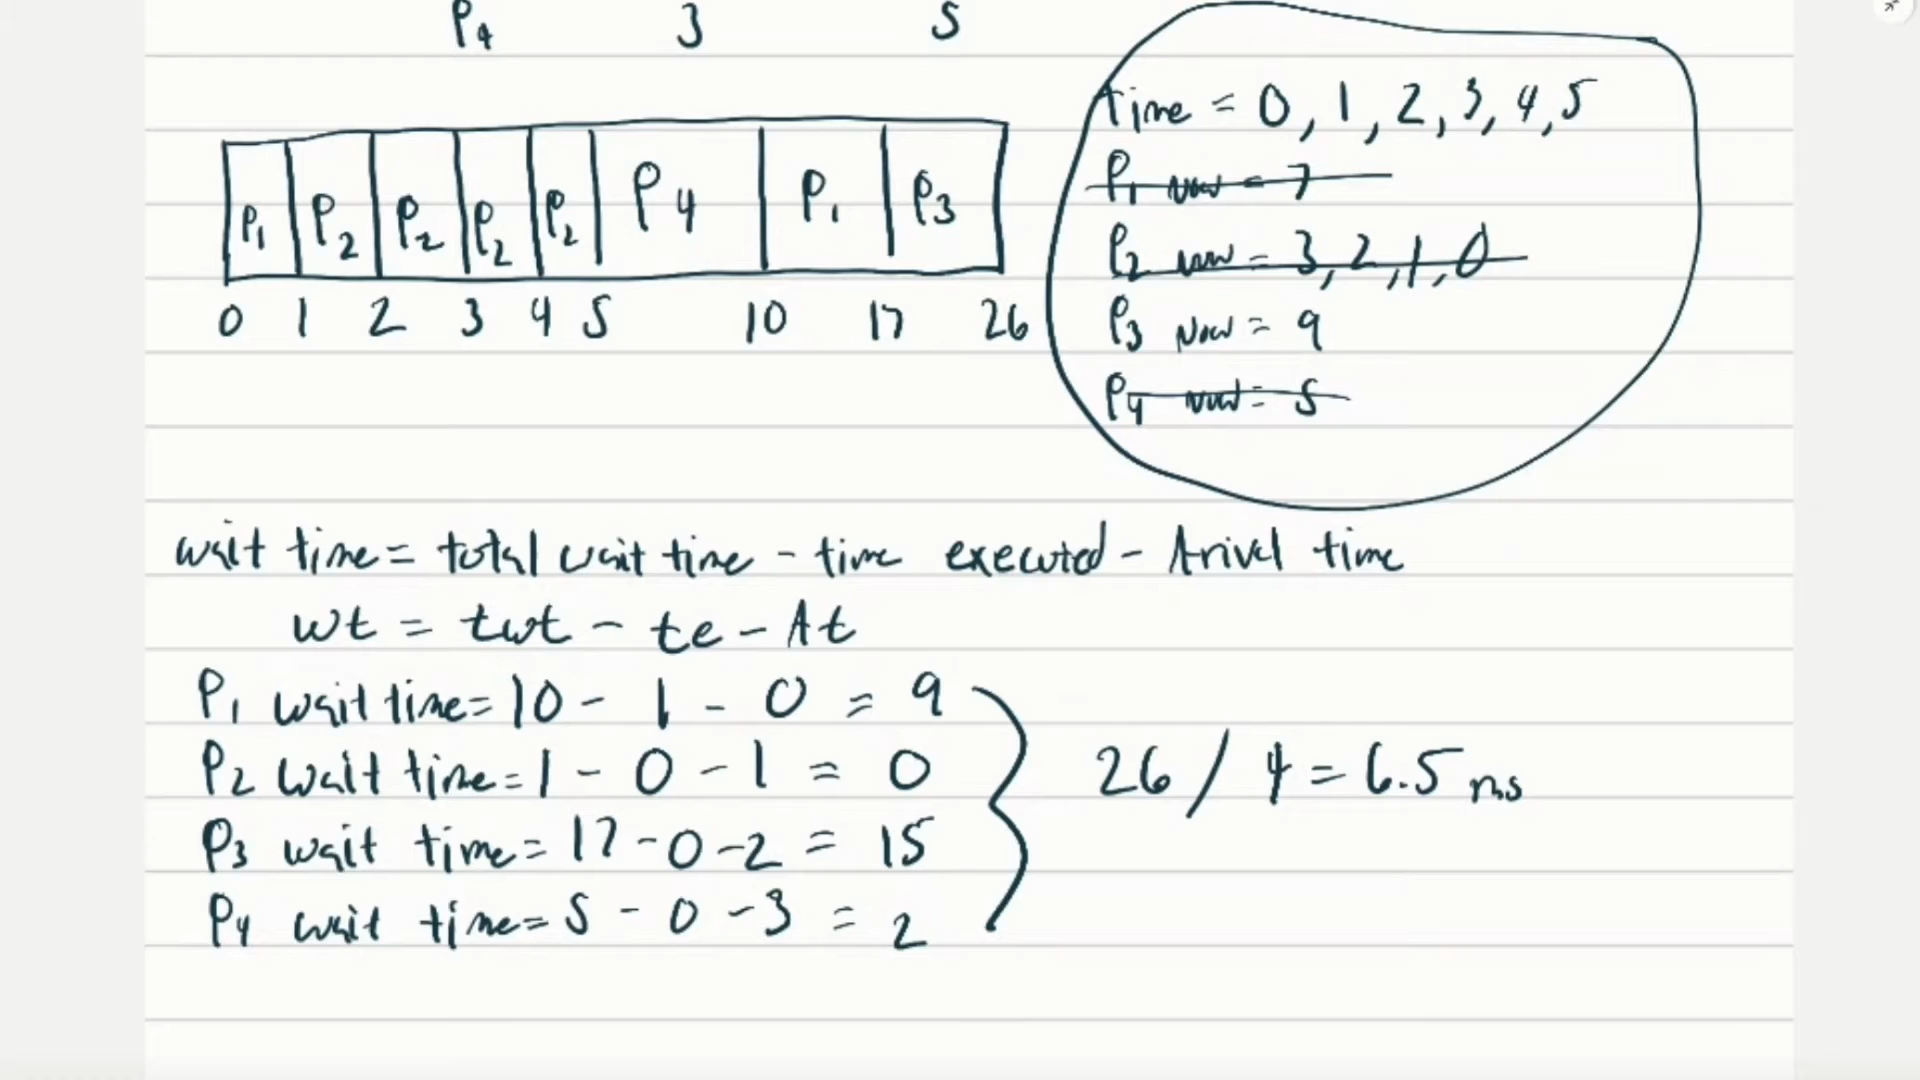 P4 3 5
time = 0, 1, 2, 3, 4, 5
P1 now = 7
P2 now = 3, 2, 1, 0
P3 now = 9
P4 now = 5
P1 P2 P2 P2 P2 P4 P1 P3
0 1 2 3 4 5 10 17 26
wait time = total wait time - time executed - Arival time
wt = twt - te - At
P1 wait time = 10 - 1 - 0 = 9
P2 wait time = 1 - 0 - 1 = 0
P3 wait time = 17 - 0 - 2 = 15
P4 wait time = 5 - 0 - 3 = 2
26 / 4 = 6.5 ms